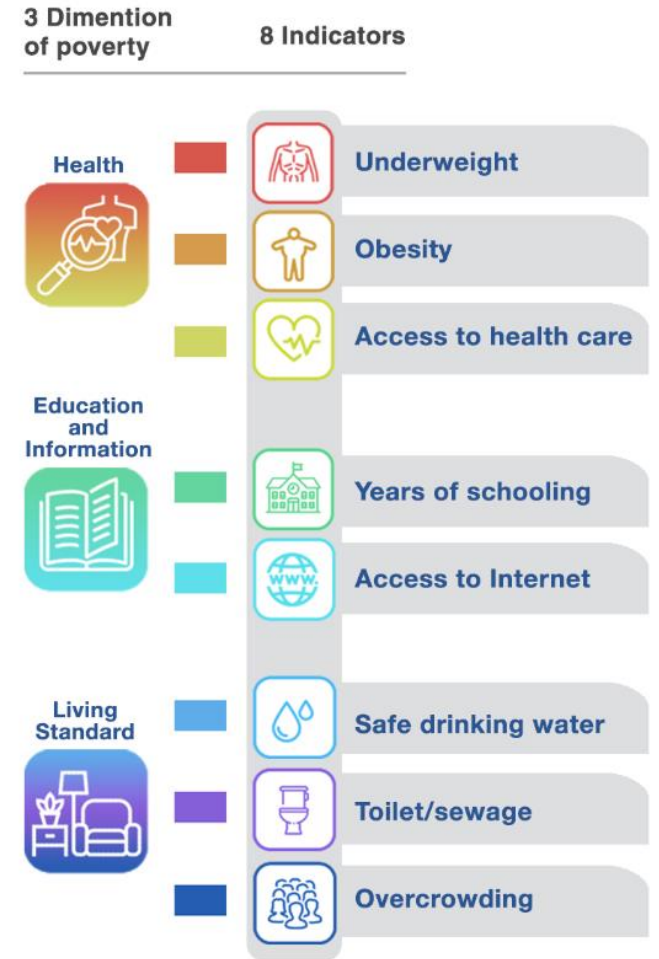 3 Dimention
of poverty
8 Indicators
Health
Underweight
Obesity
Access to health care
Education
and
Information
Years of schooling
www.
Access to Internet
Living
Standard
Safe drinking water
Toilet/sewage
Overcrowding